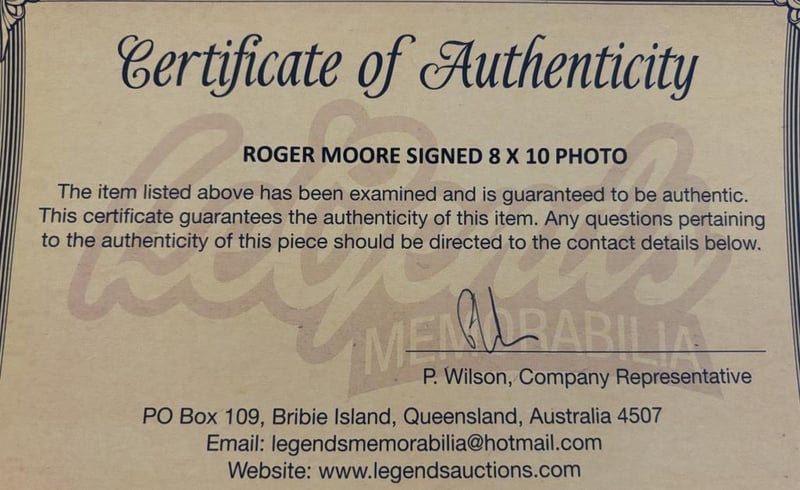 Certificate of Authenticity
ROGER MOORE SIGNED 8 X 10 PHOTO
The item listed above has been examined and is guaranteed to be authentic.
This certificate guarantees the authenticity of this item. Any questions pertaining
to the authenticity of this piece should be directed to the contact details below.
Legends
MEMORABILIA
P. Wilson, Company Representative
PO Box 109, Bribie Island, Queensland, Australia 4507
Email: legendsmemorabilia@hotmail.com
Website: www.legendsauctions.com